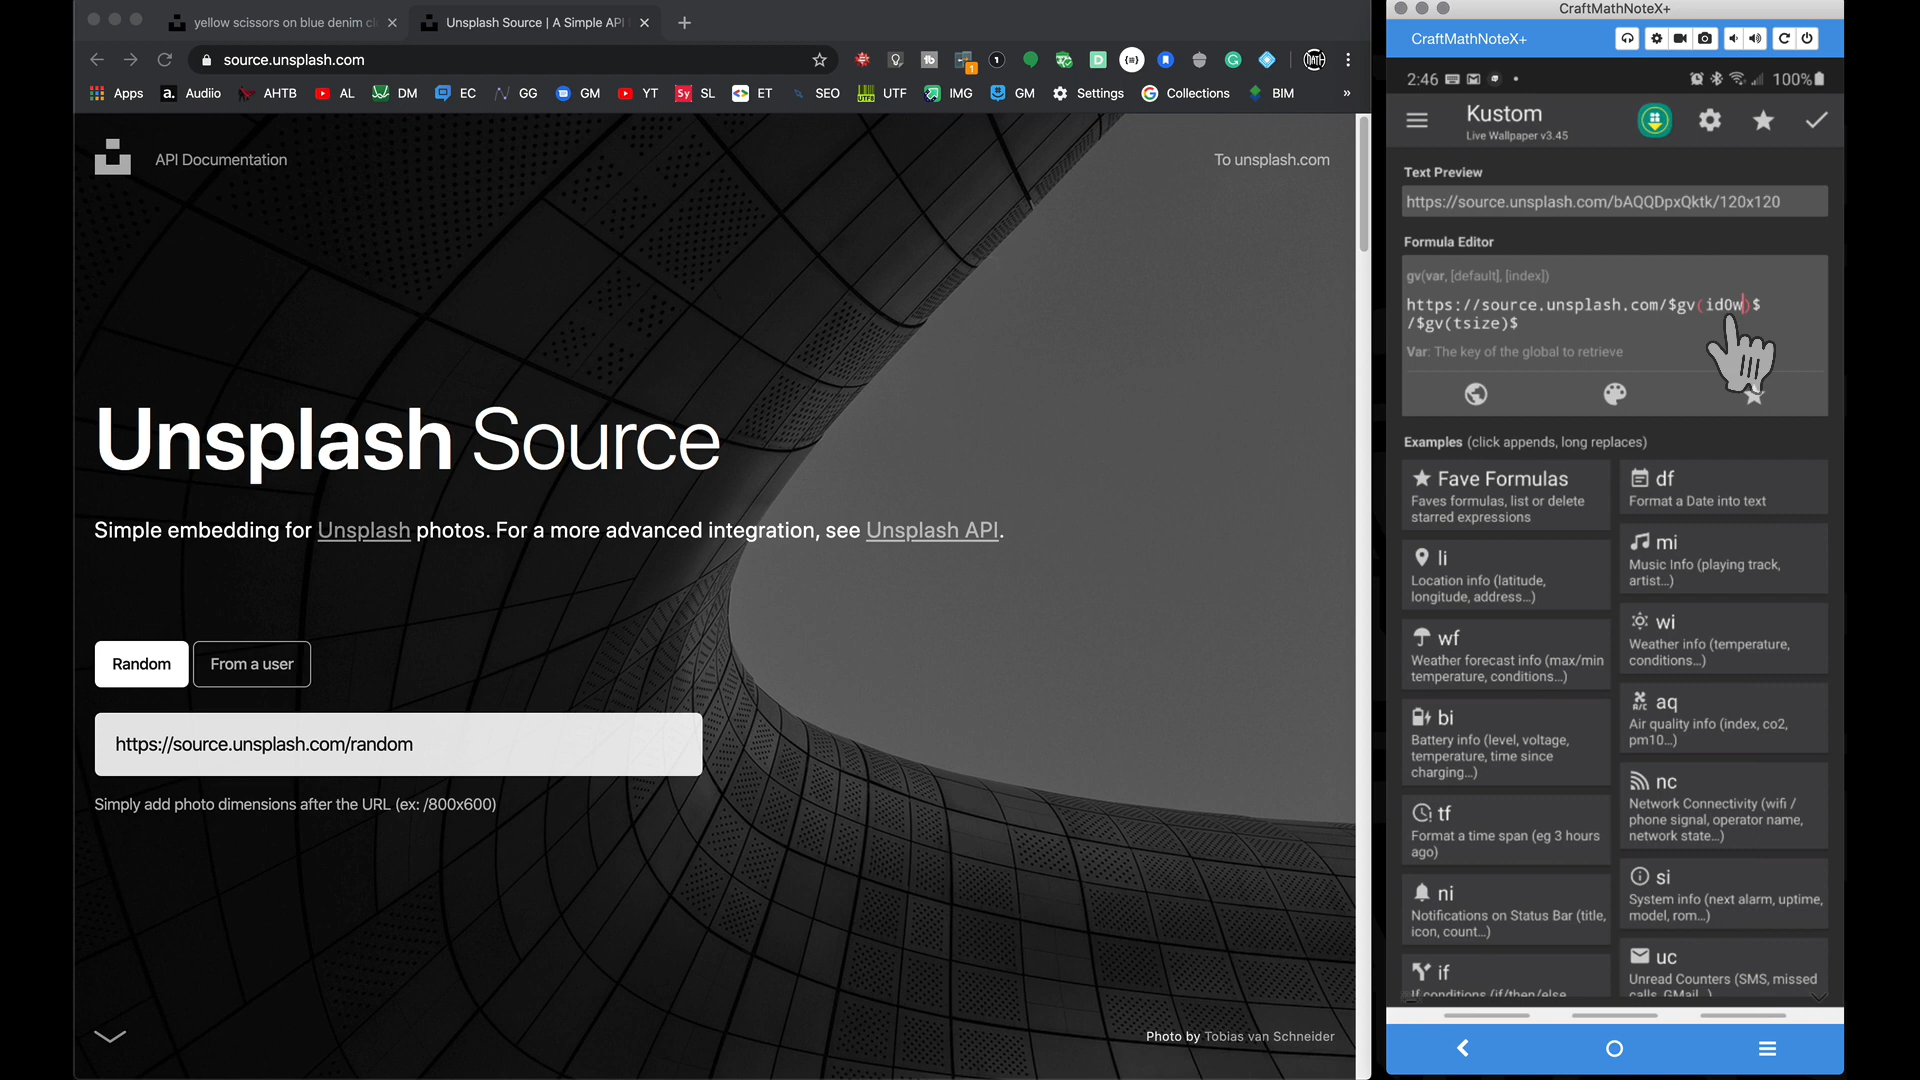 yellow scissors on blue denim cl
Unsplash Source | A Simple API
source.unsplash.com
Apps
Audiio
AHTB
AL
DM
EC
GG
GM
YT
SL
ET
SEO
UTF
IMG
GM
Settings
Collections
BIM
»
API Documentation
To unsplash.com
Unsplash Source
Simple embedding for Unsplash photos. For a more advanced integration, see Unsplash API.
Random
From a user
https://source.unsplash.com/random
Simply add photo dimensions after the URL (ex: /800x600)
Photo by Tobias van Schneider
CraftMathNoteX+
CraftMathNoteX+
2:46
100%
Kustom
Live Wallpaper v3.45
Text Preview
https://source.unsplash.com/bAQQDpxQktk/120x120
Formula Editor
gv(var, [default], [index])
https://source.unsplash.com/$gv(id0w)$
/$gv(tsize)$
Var: The key of the global to retrieve
Examples (click appends, long replaces)
Fave Formulas
Faves formulas, list or delete
starred expressions
df
Format a Date into text
li
Location info (latitude,
longitude, address...)
mi
Music Info (playing track,
artist...)
wf
Weather forecast info (max/min
temperature, conditions...)
wi
Weather info (temperature,
conditions...)
bi
Battery info (level, voltage,
temperature, time since
charging...)
aq
Air quality info (index, co2,
pm10...)
tf
Format a time span (eg 3 hours
ago)
nc
Network Connectivity (wifi /
phone signal, operator name,
network state...)
ni
Notifications on Status Bar (title,
icon, count...)
si
System info (next alarm, uptime,
model, rom...)
if
If conditions (if/then/else
uc
Unread Counters (SMS, missed
calls, GMail...)